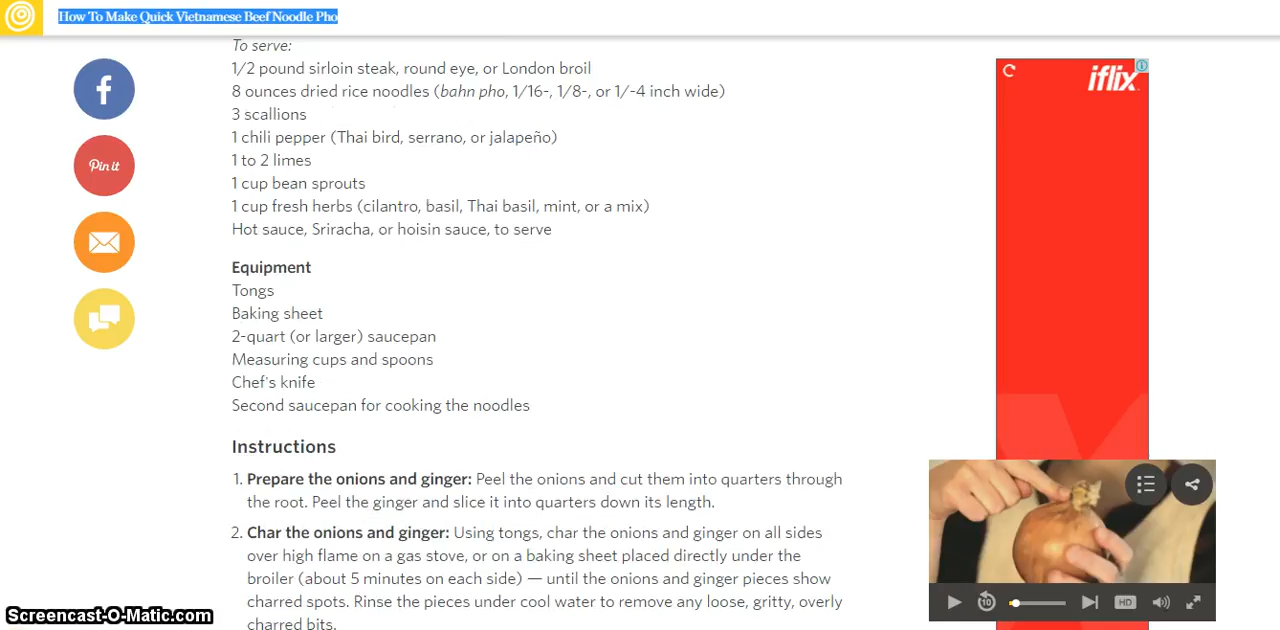 How To Make Quick Vietnamese Beef Noodle Pho
To serve:
1/2 pound sirloin steak, round eye, or London broil
8 ounces dried rice noodles (bahn pho, 1/16-, 1/8-, or 1/-4 inch wide)
3 scallions
1 chili pepper (Thai bird, serrano, or jalapeño)
1 to 2 limes
1 cup bean sprouts
1 cup fresh herbs (cilantro, basil, Thai basil, mint, or a mix)
Hot sauce, Sriracha, or hoisin sauce, to serve
Equipment
Tongs
Baking sheet
2-quart (or larger) saucepan
Measuring cups and spoons
Chef's knife
Second saucepan for cooking the noodles
Instructions
1. Prepare the onions and ginger: Peel the onions and cut them into quarters through
the root. Peel the ginger and slice it into quarters down its length.
2. Char the onions and ginger: Using tongs, char the onions and ginger on all sides
over high flame on a gas stove, or on a baking sheet placed directly under the
broiler (about 5 minutes on each side) — until the onions and ginger pieces show
charred spots. Rinse the pieces under cool water to remove any loose, gritty, overly
charred bits.
f
Pin it
iflix
10
HD
Screencast-O-Matic.com